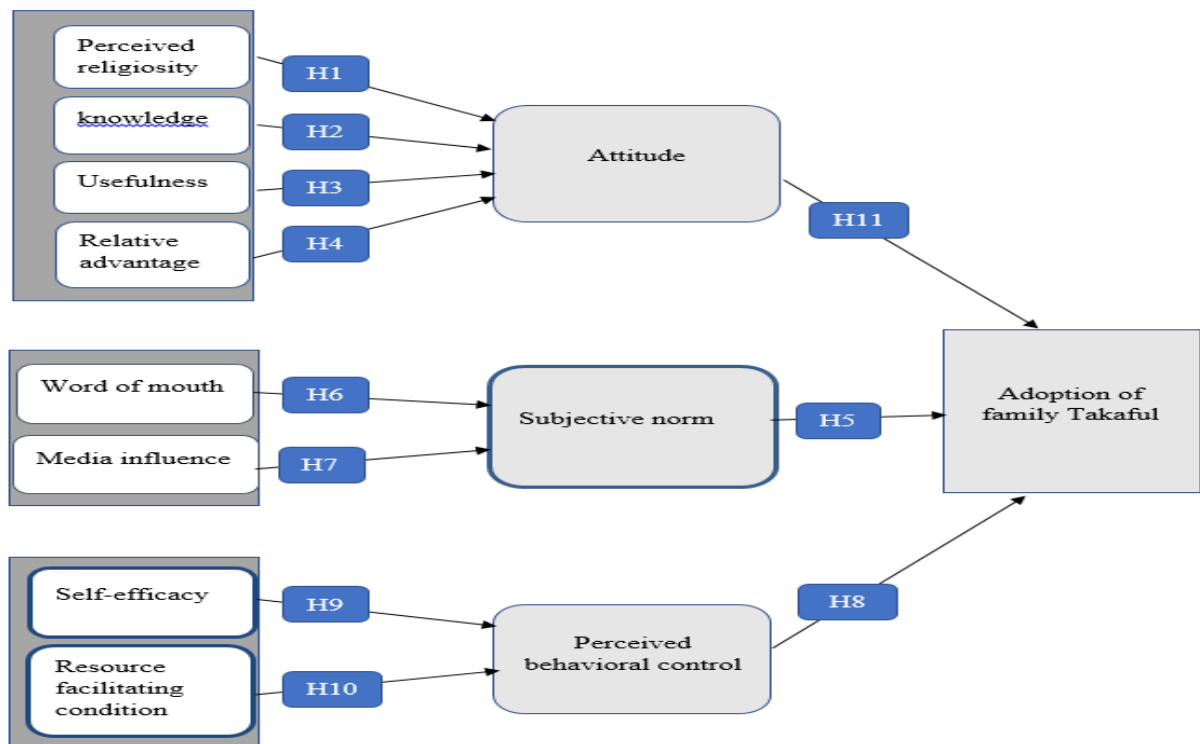 Perceived
religiosity
H1
knowledge
H2
Usefulness
H3
Relative
advantage
H4
Attitude
H11
Word of mouth
H6
Media influence
H7
Subjective norm
H5
Adoption of
family Takaful
Self-efficacy
H9
Resource
facilitating
condition
H10
Perceived
behavioral control
H8